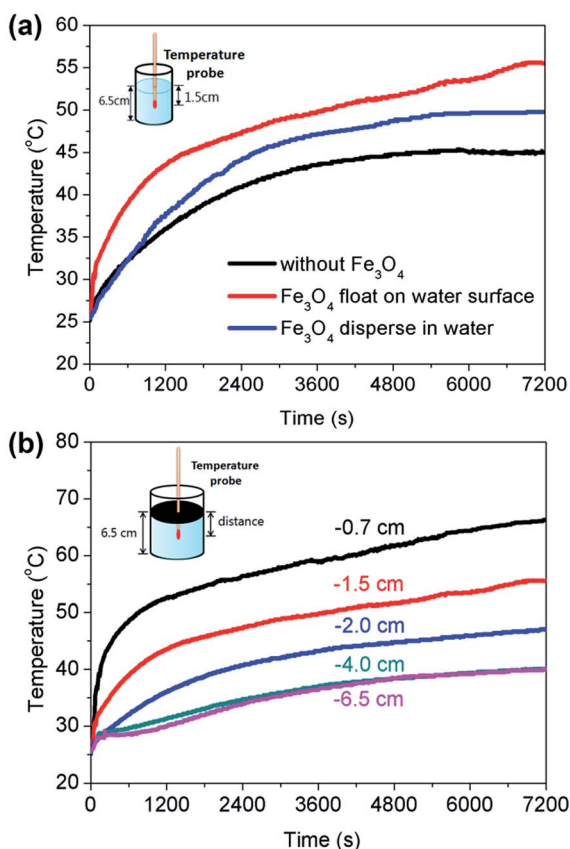 (a)
60
55
50
45
40
35
30
25
20
Temperature (°C)
Temperature
probe
6.5cm
1.5cm
without Fe₃O₄
Fe₃O₄ float on water surface
Fe₃O₄ disperse in water
0 1200 2400 3600 4800 6000 7200
Time (s)
(b)
80
70
60
50
40
30
20
Temperature (°C)
Temperature
probe
6.5 cm
distance
-0.7 cm
-1.5 cm
-2.0 cm
-4.0 cm
-6.5 cm
0 1200 2400 3600 4800 6000 7200
Time (s)